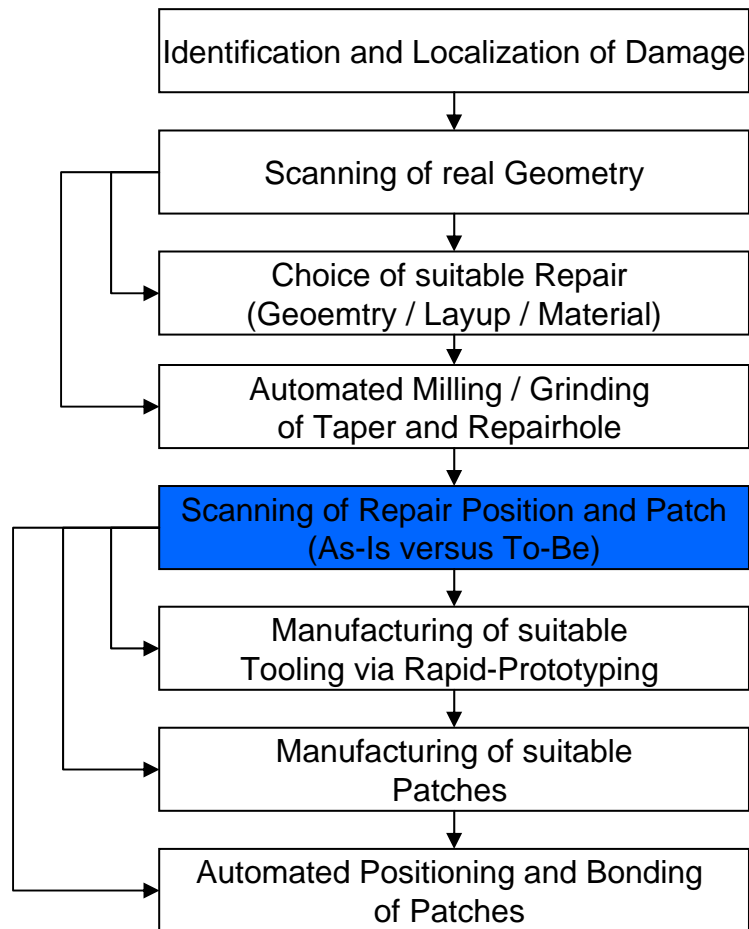 Identification and Localization of Damage
Scanning of real Geometry
Choice of suitable Repair
(Geoemtry / Layup / Material)
Automated Milling / Grinding
of Taper and Repairhole
Scanning of Repair Position and Patch
(As-Is versus To-Be)
Manufacturing of suitable
Tooling via Rapid-Prototyping
Manufacturing of suitable
Patches
Automated Positioning and Bonding
of Patches